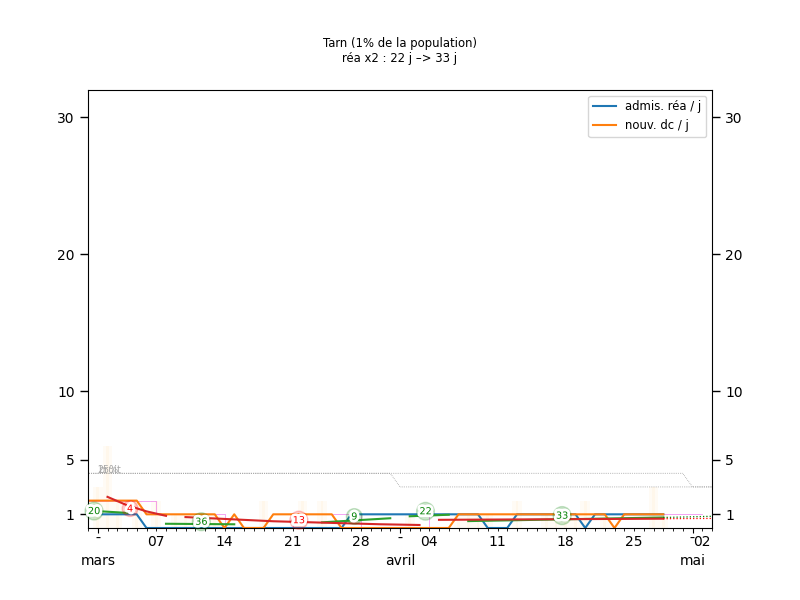 Tarn (1% de la population)
réa x2 : 22 j –> 33 j
admis. réa / j
nouv. dc / j
30 30
20 20
10 10
5 5
1 1
20 4 36 13 9 22 33
- 07 14 21 28 - 04 11 18 25 - 02
mars avril mai